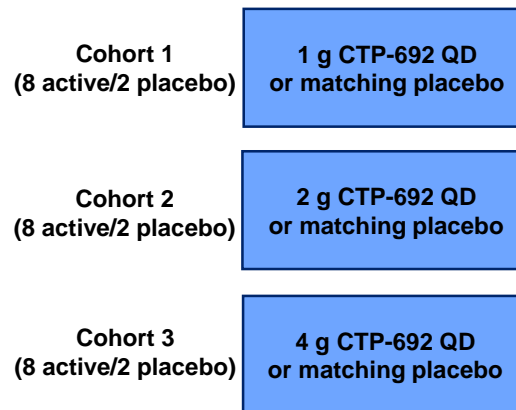 Cohort 1
(8 active/2 placebo)
1 g CTP-692 QD
or matching placebo
Cohort 2
(8 active/2 placebo)
2 g CTP-692 QD
or matching placebo
Cohort 3
(8 active/2 placebo)
4 g CTP-692 QD
or matching placebo